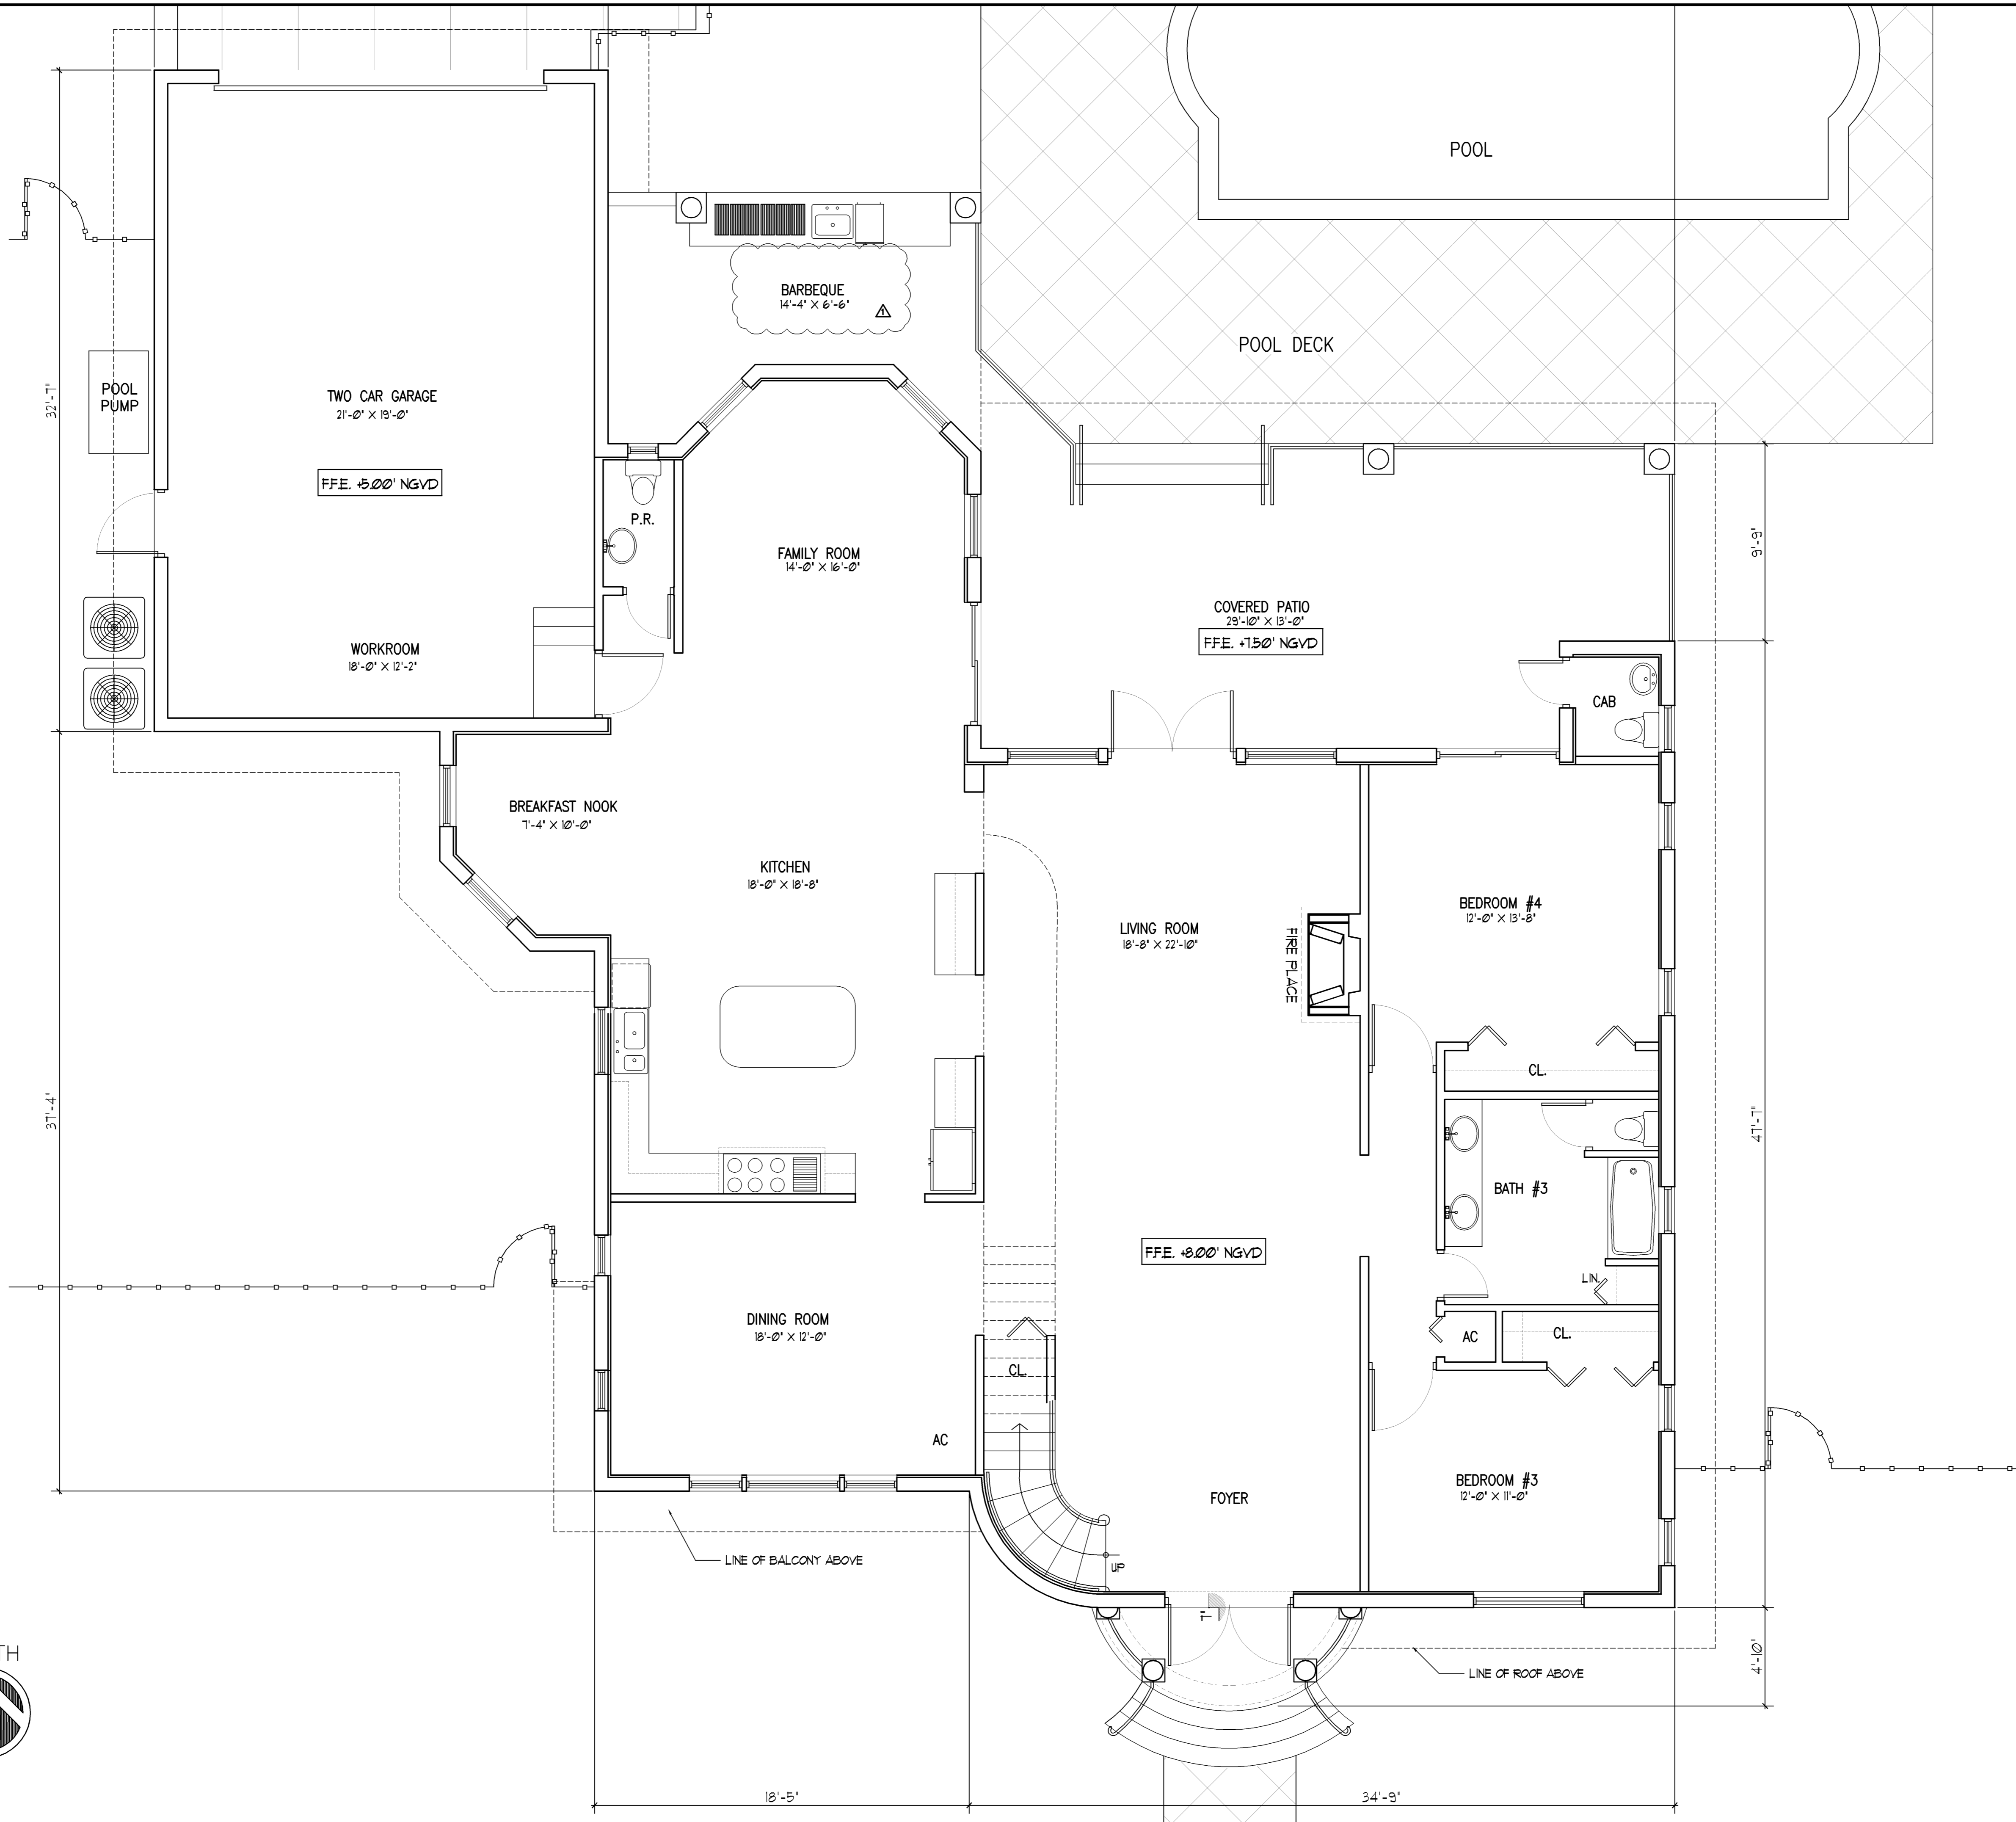 POOL
BARBEQUE
14'-4" X 6'-6"
1
POOL DECK
POOL
PUMP
32'-7"
TWO CAR GARAGE
21'-0" X 19'-0"
F.F.E. +5.00' NGVD
P.R.
FAMILY ROOM
14'-0" X 16'-0"
9'-9"
COVERED PATIO
29'-10" X 13'-0"
F.F.E. +7.50' NGVD
WORKROOM
18'-0" X 12'-2"
CAB
BREAKFAST NOOK
7'-4" X 10'-0"
KITCHEN
18'-0" X 18'-8"
LIVING ROOM
18'-8" X 22'-10"
FIRE PLACE
BEDROOM #4
12'-0" X 13'-8"
CL.
37'-4"
47'-7"
BATH #3
F.F.E. +8.00' NGVD
LIN.
DINING ROOM
18'-0" X 12'-0"
CL.
AC
CL.
AC
FOYER
BEDROOM #3
12'-0" X 11'-0"
LINE OF BALCONY ABOVE
UP
1"
TH
4'-10"
LINE OF ROOF ABOVE
18'-5"
34'-9"